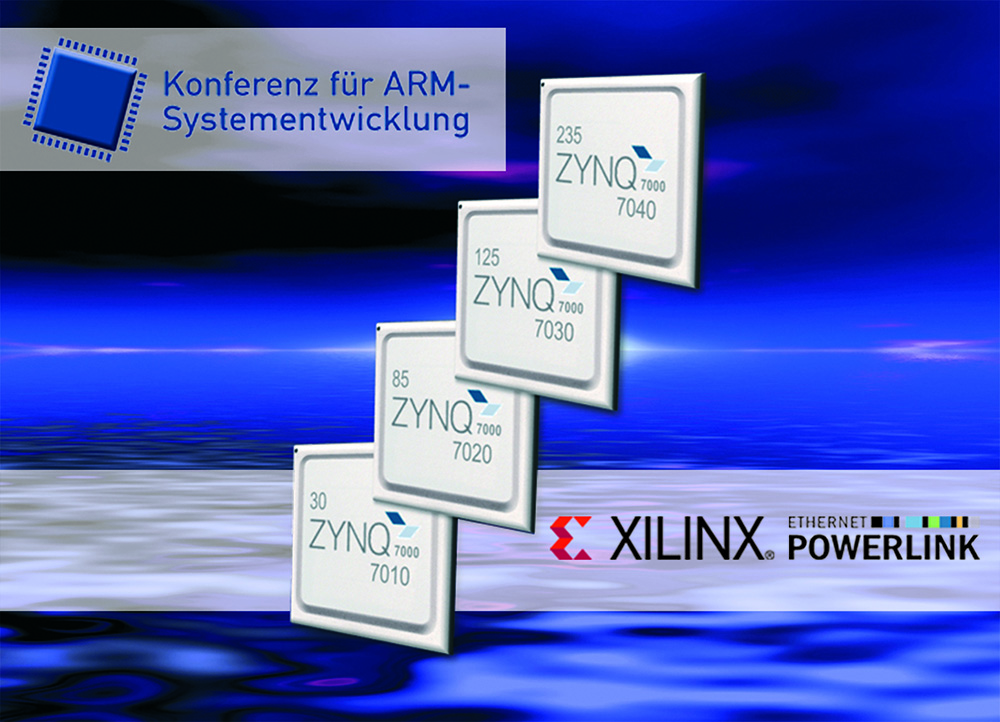 Konferenz für ARM-
Systementwicklung
235
ZYNQ
7000
7040
125
ZYNQ
7000
7030
85
ZYNQ
7000
7020
30
ZYNQ
7000
7010
XILINX®
ETHERNET
POWERLINK